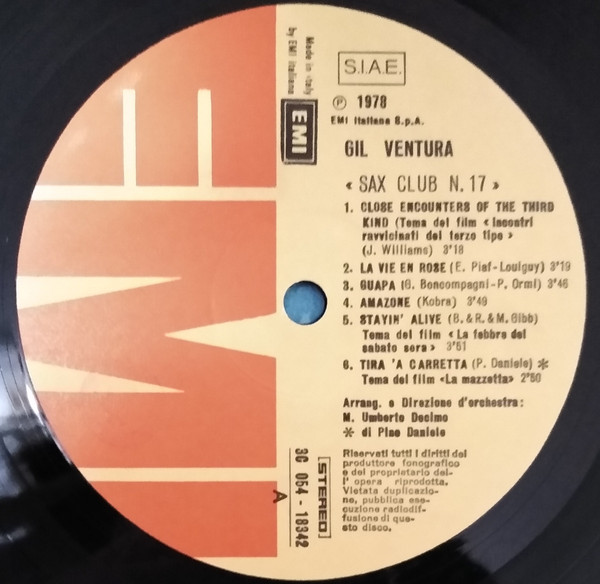 S.I.A.E.
Ⓟ 1978
EMI Italiana S.p.A.
Made in Italy
by EMI Italiana
EMI
EMI
GIL VENTURA
« SAX CLUB N. 17 »
1. CLOSE ENCOUNTERS OF THE THIRD
KIND (Tema del film « Incontri
ravvicinati del terzo tipo »
(J. Williams) 3'18
2. LA VIE EN ROSE (E. Piaf-Louiguy) 3'19
3. GUAPA (G. Boncompagni-P. Ormi) 3'46
4. AMAZONE (Kobra) 3'49
5. STAYIN' ALIVE (B. & R. & M. Gibb)
Tema del film « La febbre del
sabato sera » 3'51
6. TIRA 'A CARRETTA (P. Daniele) *
Tema del film «La mazzetta» 2'50
Arrang. e Direzione d'orchestra:
M. Umberto Decimo
* di Pino Daniele
Riservati tutti i diritti del
produttore fonografico
e del proprietario del-
l' opera riprodotta.
Vietata duplicazio-
ne, pubblica ese-
cuzione radiodif-
fusione di que-
sto disco.
STEREO
3C 054 - 18342
A